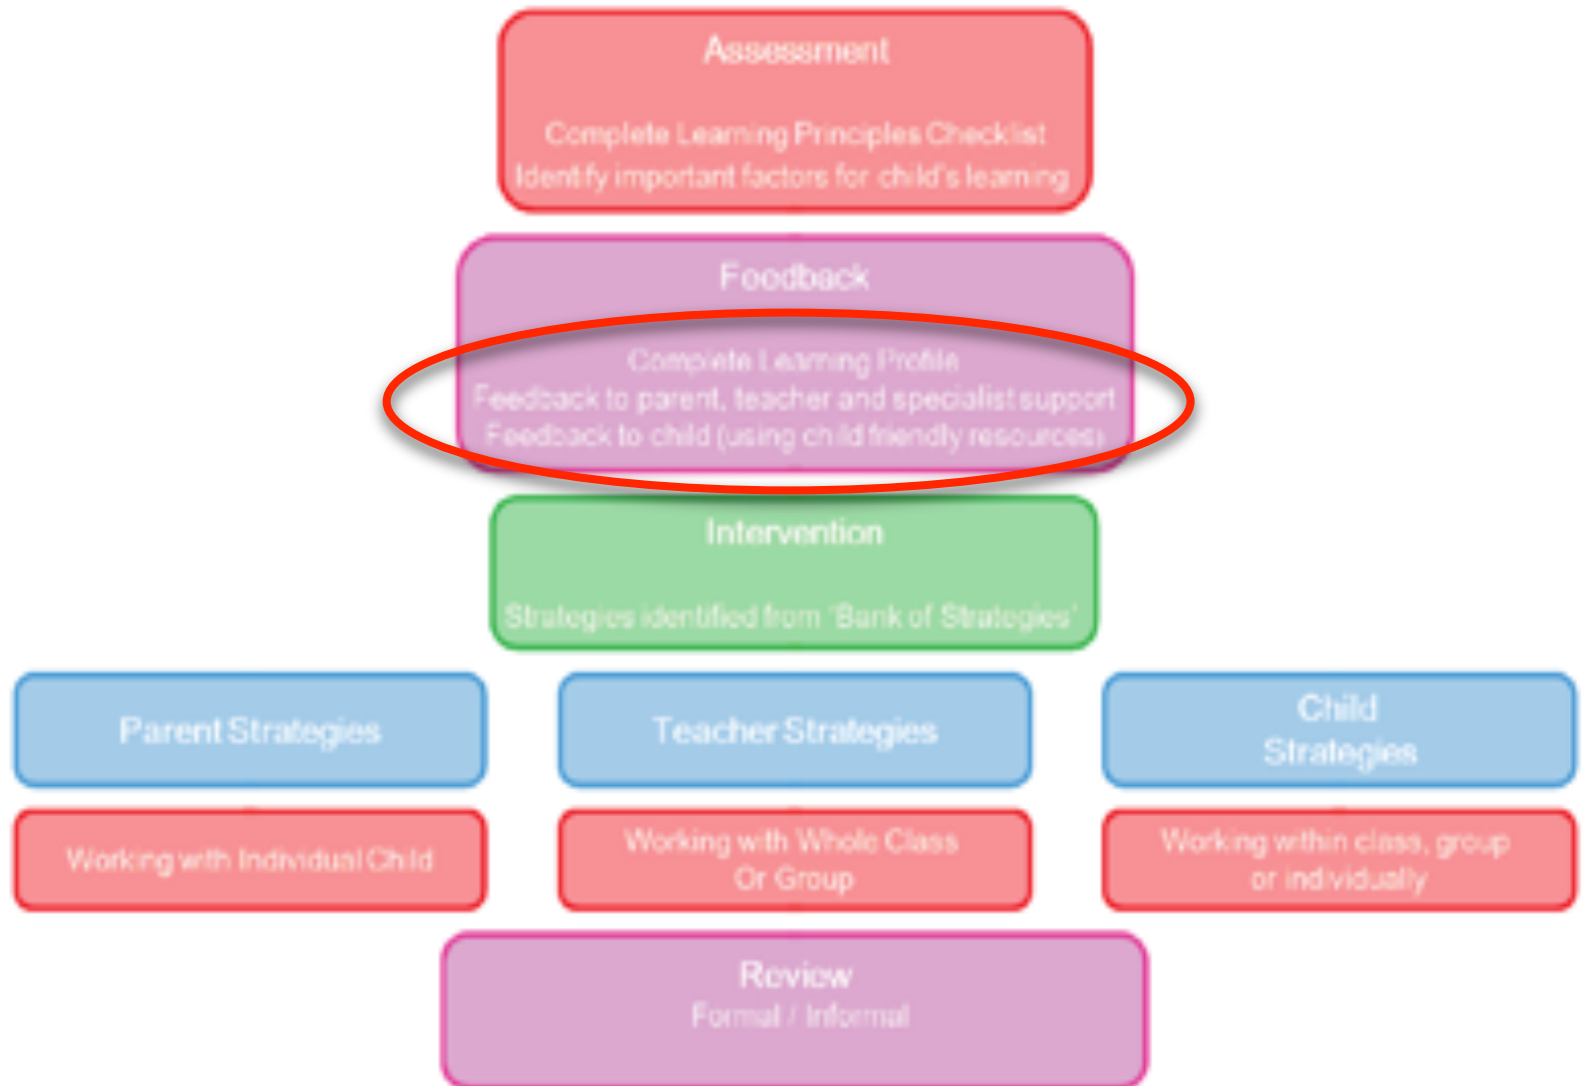 Assessment
Complete Learning Principles Checklist
Identify important factors for child's learning
Feedback
Complete Learning Profile
Feedback to parent, teacher and specialist support
Feedback to child (using child friendly resources)
Intervention
Strategies identified from 'Bank of Strategies'
Parent Strategies
Teacher Strategies
Child
Strategies
Working with Individual Child
Working with Whole Class
Or Group
Working within class, group
or individually
Review
Formal / Informal